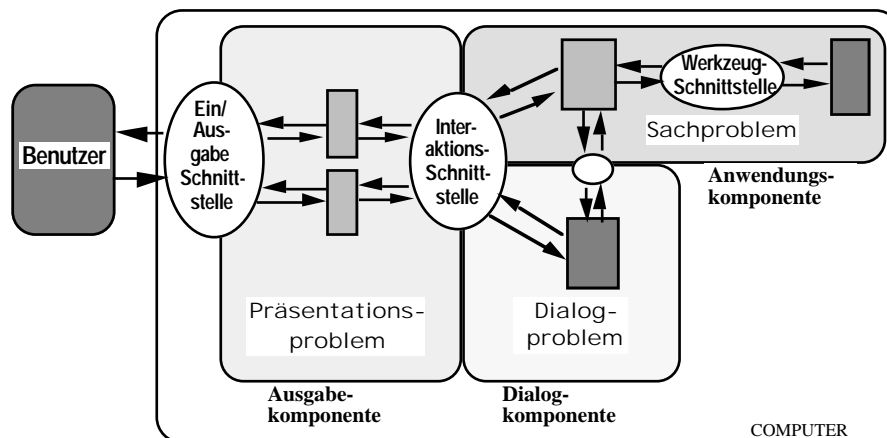 Benutzer
Ein/
Aus-
gabe
Schnitt-
stelle
Inter-
aktions-
Schnitt-
stelle
Werkzeug-
Schnittstelle
Sachproblem
Anwendungs-
komponente
Präsentations-
problem
Dialog-
problem
Ausgabe-
komponente
Dialog-
komponente
COMPUTER